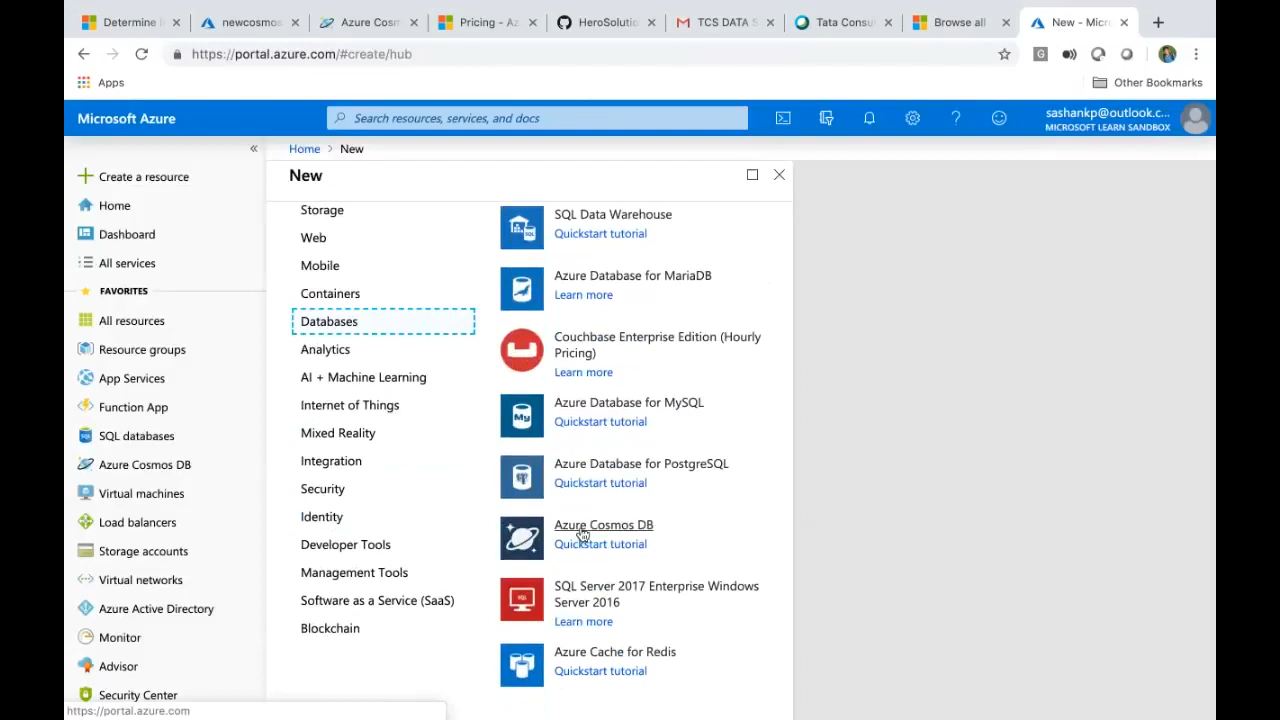 Determine I
newcosmos
Azure Cosm
Pricing - Az
HeroSolutio
TCS DATA S
Tata Consu
Browse all
New - Micro
https://portal.azure.com/#create/hub
G
Apps
Other Bookmarks
Microsoft Azure
Search resources, services, and docs
sashankp@outlook.c...
MICROSOFT LEARN SANDBOX
Create a resource
Home
Dashboard
All services
FAVORITES
All resources
Resource groups
App Services
Function App
SQL databases
Azure Cosmos DB
Virtual machines
Load balancers
Storage accounts
Virtual networks
Azure Active Directory
Monitor
Advisor
Security Center
https://portal.azure.com
Home > New
New
Storage
Web
Mobile
Containers
Databases
Analytics
AI + Machine Learning
Internet of Things
Mixed Reality
Integration
Security
Identity
Developer Tools
Management Tools
Software as a Service (SaaS)
Blockchain
SQL Data Warehouse
Quickstart tutorial
Azure Database for MariaDB
Learn more
Couchbase Enterprise Edition (Hourly
Pricing)
Learn more
My
Azure Database for MySQL
Quickstart tutorial
Azure Database for PostgreSQL
Quickstart tutorial
Azure Cosmos DB
Quickstart tutorial
SQL
SQL Server 2017 Enterprise Windows
Server 2016
Learn more
Azure Cache for Redis
Quickstart tutorial